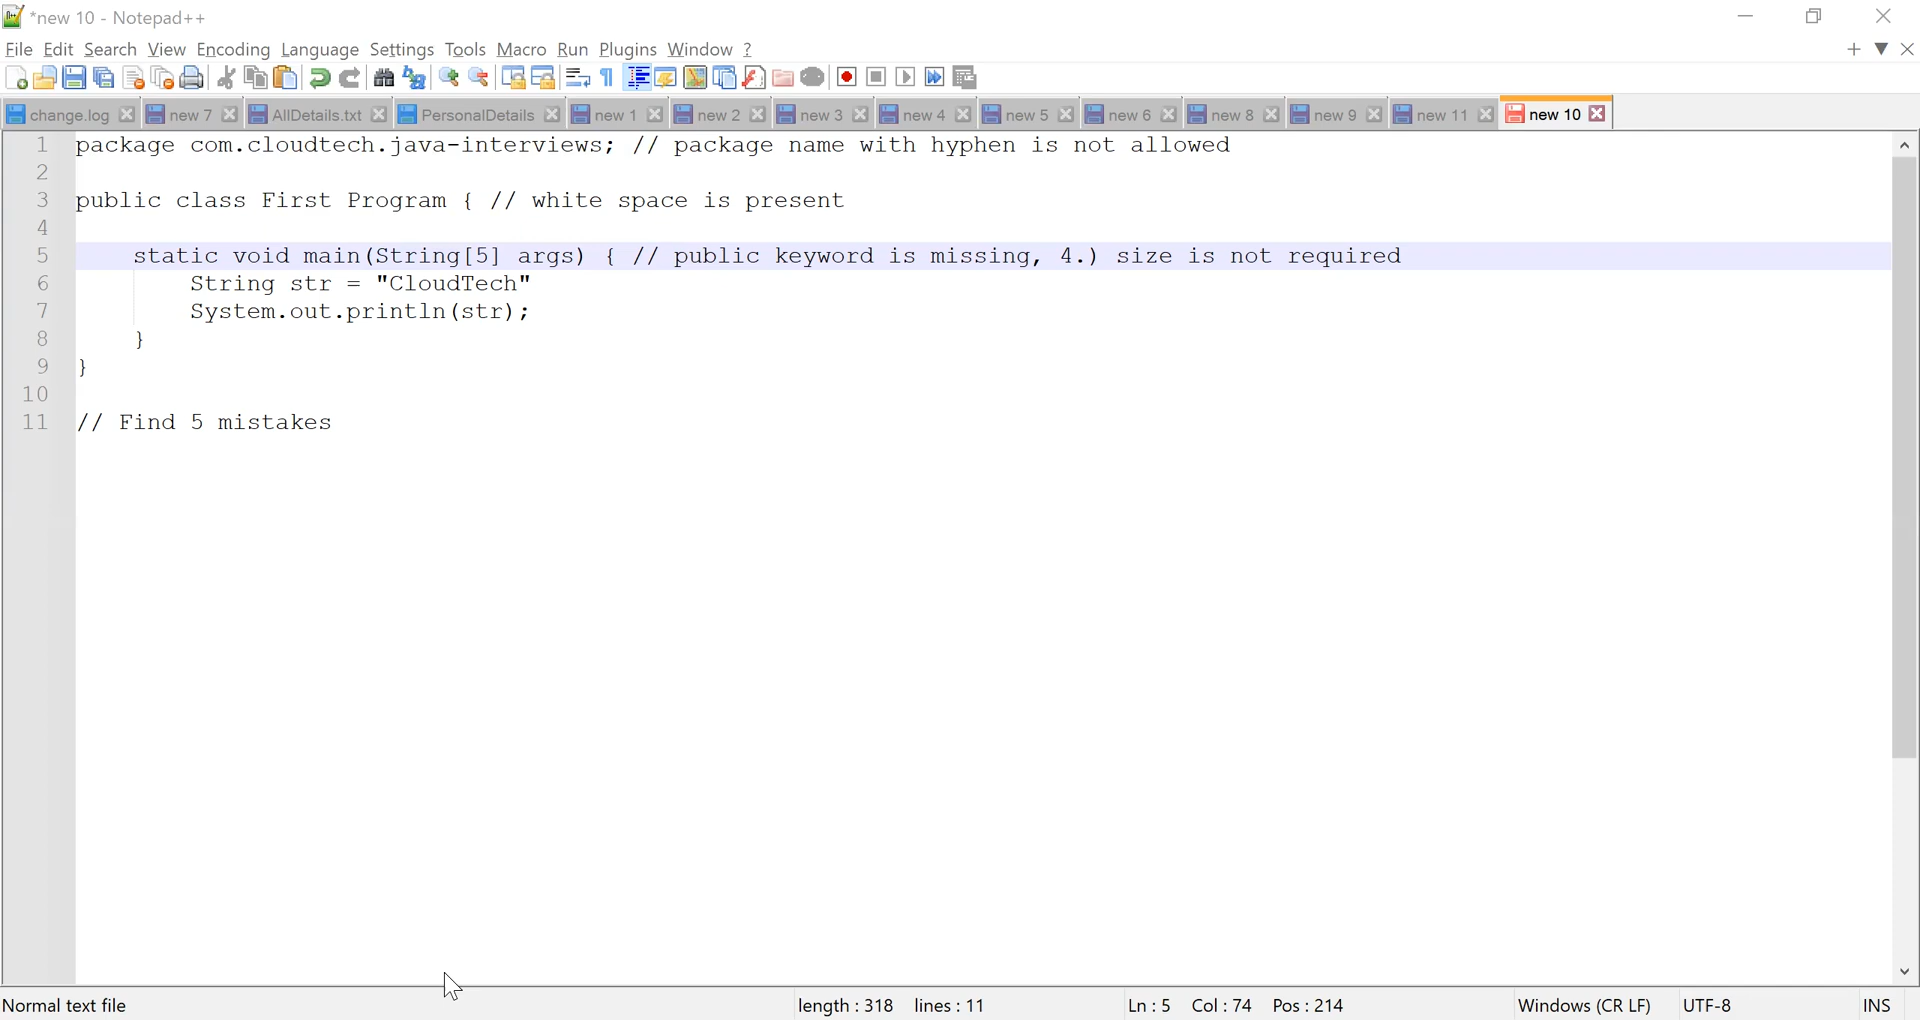 *new 10 - Notepad++
File Edit Search View Encoding Language Settings Tools Macro Run Plugins Window ?
change.log new 7 AllDetails.txt PersonalDetails new 1 new 2 new 3 new 4 new 5 new 6 new 8 new 9 new 11 new 10
1 package com.cloudtech.java-interviews; // package name with hyphen is not allowed
2
3 public class First Program { // white space is present
4
5 static void main(String[5] args) { // public keyword is missing, 4.) size is not required
6 String str = "CloudTech"
7 System.out.println(str);
8 }
9 }
10
11 // Find 5 mistakes
Normal text file length : 318 lines : 11 Ln : 5 Col : 74 Pos : 214 Windows (CR LF) UTF-8 INS